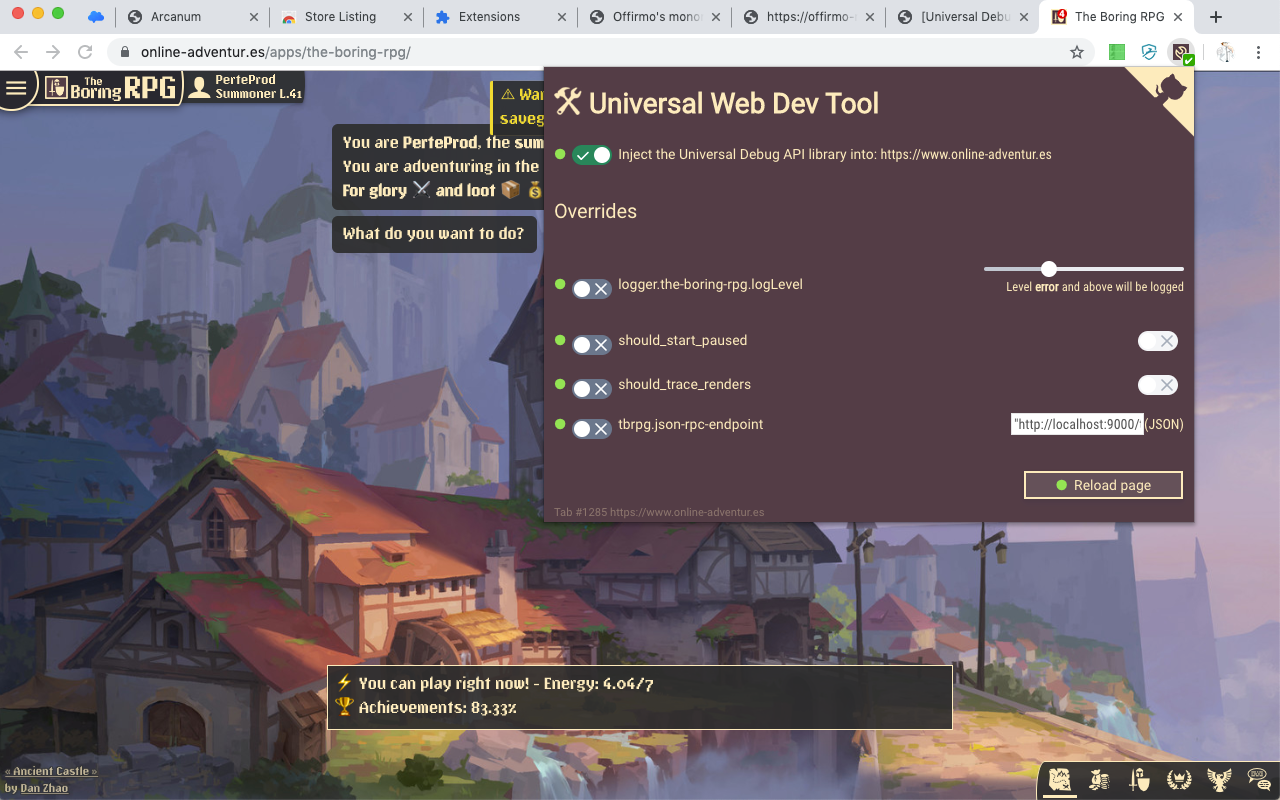 Arcanum
Store Listing
Extensions
Offirmo's mono
https://offirmo-
[Universal Debu
The Boring RPG
online-adventur.es/apps/the-boring-rpg/
4
The
Boring RPG
PerteProd
Summoner L.41
⚠ War
saveg
You are PerteProd, the sum
You are adventuring in the
For glory ⚔ and loot 📦 💰
What do you want to do?
🛠 Universal Web Dev Tool
Inject the Universal Debug API library into: https://www.online-adventur.es
Overrides
logger.the-boring-rpg.logLevel
Level error and above will be logged
should_start_paused
should_trace_renders
tbrpg.json-rpc-endpoint
"http://localhost:9000/
(JSON)
Reload page
Tab #1285 https://www.online-adventur.es
⚡ You can play right now! - Energy: 4.04/7
🏆 Achievements: 83.33%
« Ancient Castle »
by Dan Zhao